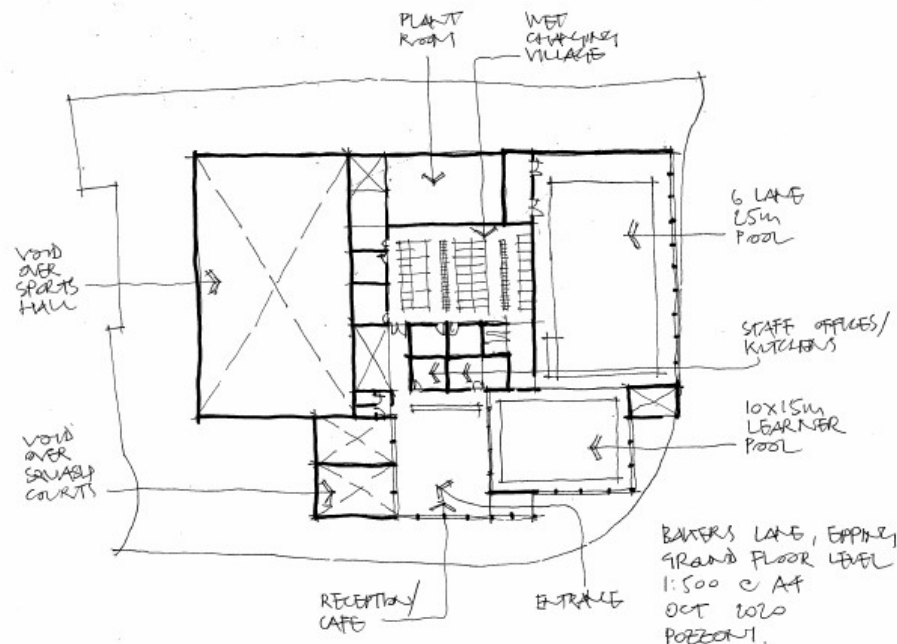 PLANT
ROOM
WET
CHANGING
VILLAGE
6 LANE
25m
POOL
VOID
OVER
SPORTS
HALL
STAFF OFFICES/
KITCHENS
10x15m
LEARNER
POOL
VOID
OVER
SQUASH
COURTS
RECEPTION/
CAFE
ENTRANCE
BAKERS LANE, EPPING
GROUND FLOOR LEVEL
1:500 @ A4
OCT 2020
POZZONI.